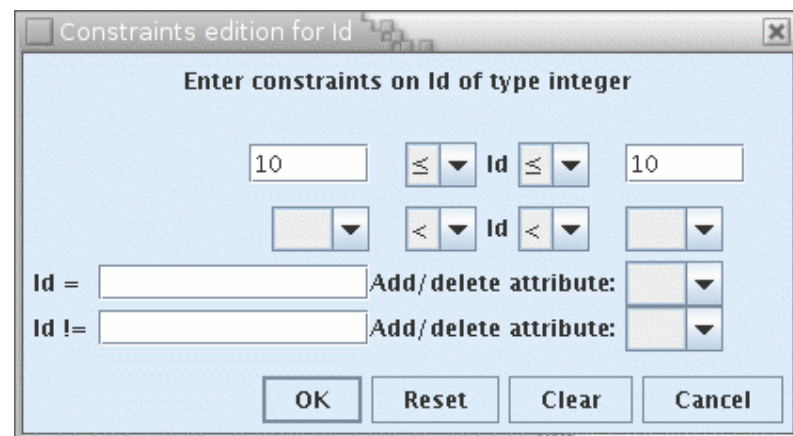 Constraints edition for Id
Enter constraints on Id of type integer
10 ≤ Id ≤ 10
< Id <
Id = Add/delete attribute:
Id != Add/delete attribute:
OK Reset Clear Cancel